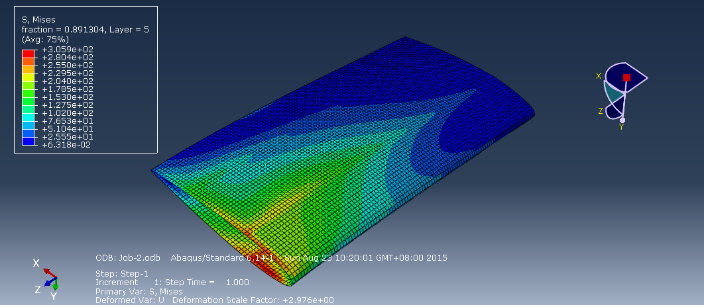 S, Mises
fraction = 0.891304, Layer = 5
(Avg: 75%)
+3.059e+02
+2.804e+02
+2.550e+02
+2.295e+02
+2.040e+02
+1.785e+02
+1.530e+02
+1.275e+02
+1.020e+02
+7.653e+01
+5.104e+01
+2.555e+01
+6.318e-02
X
Z
Y
ODB: Job-2.odb Abaqus/Standard 6.14-1 Sun Aug 23 10:20:01 GMT+08:00 2015
X
Z
Y
Step: Step-1
Increment 1: Step Time = 1.000
Primary Var: S, Mises
Deformed Var: U Deformation Scale Factor: +2.976e+00